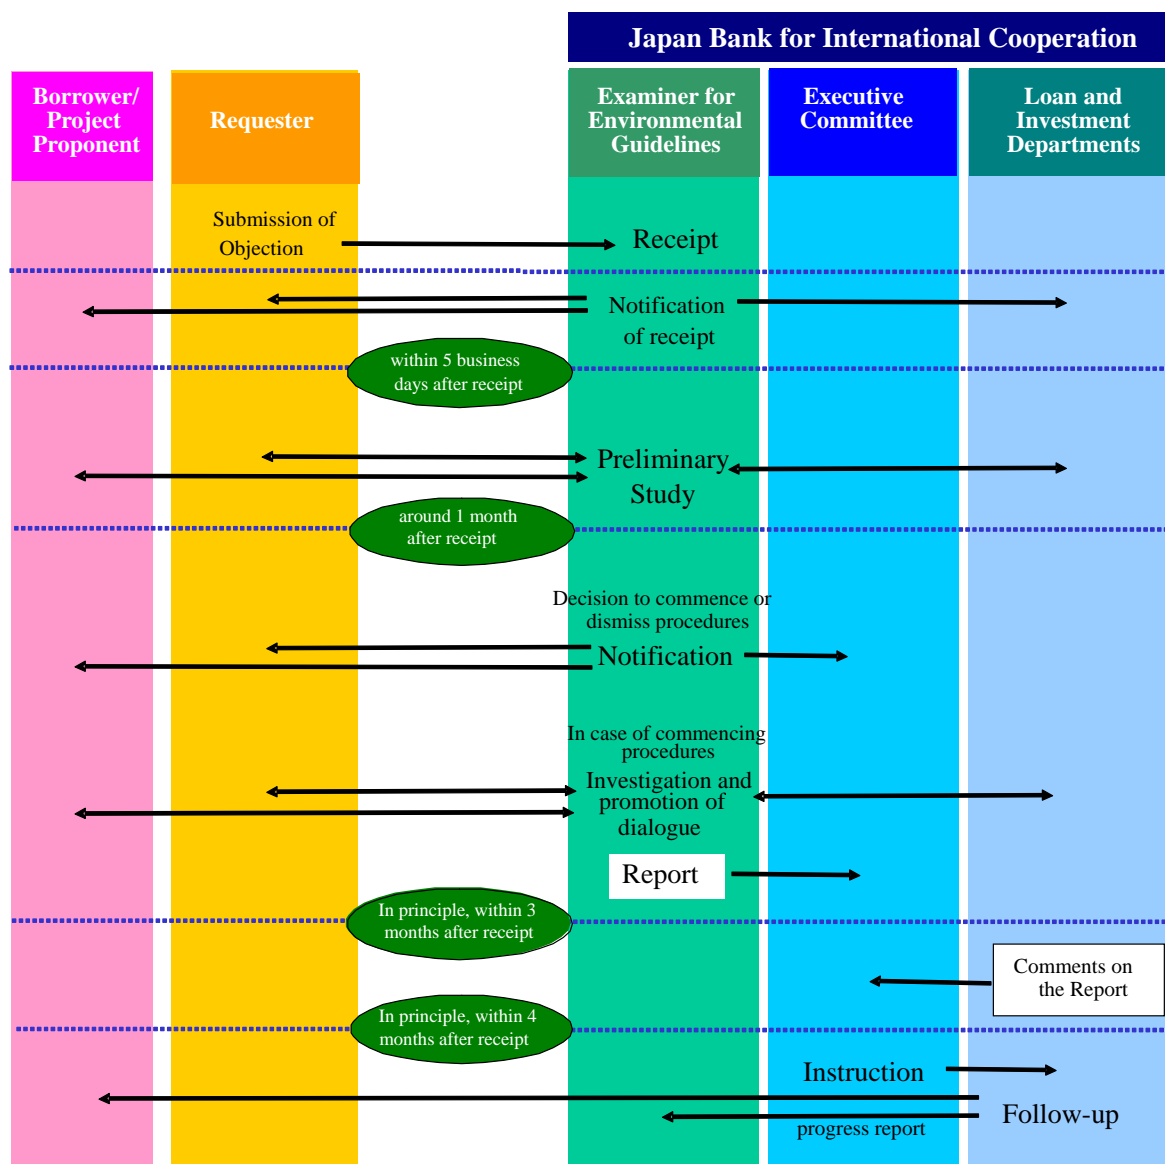 Japan Bank for International Cooperation
Borrower/
Project
Proponent
Requester
Examiner for
Environmental
Guidelines
Executive
Committee
Loan and
Investment
Departments
Submission of
Objection
Receipt
Notification
of receipt
within 5 business
days after receipt
Preliminary
Study
around 1 month
after receipt
Decision to commence or
dismiss procedures
Notification
In case of commencing
procedures
Investigation and
promotion of
dialogue
Report
In principle, within 3
months after receipt
Comments on
the Report
In principle, within 4
months after receipt
Instruction
Follow-up
progress report